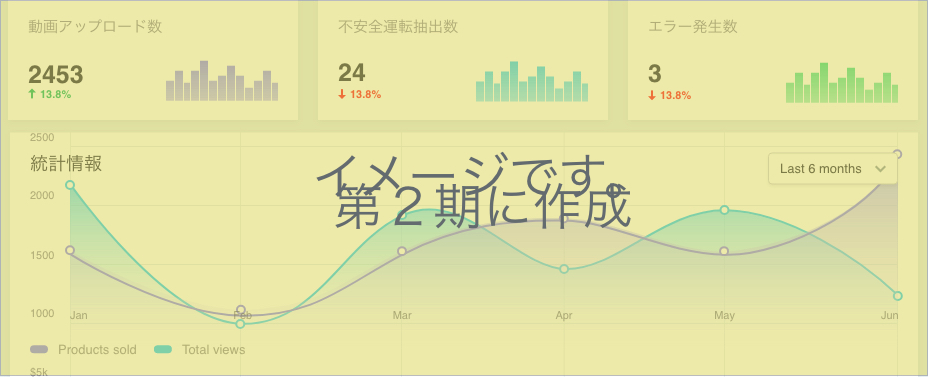 動画アップロード数
2453
13.8%
不安全運転抽出数
24
13.8%
エラー発生数
3
13.8%
統計情報
Last 6 months
イメージです。
第２期に作成
2500
2000
1500
1000
$5k
Jan Feb Mar Apr May Jun
Products sold Total views